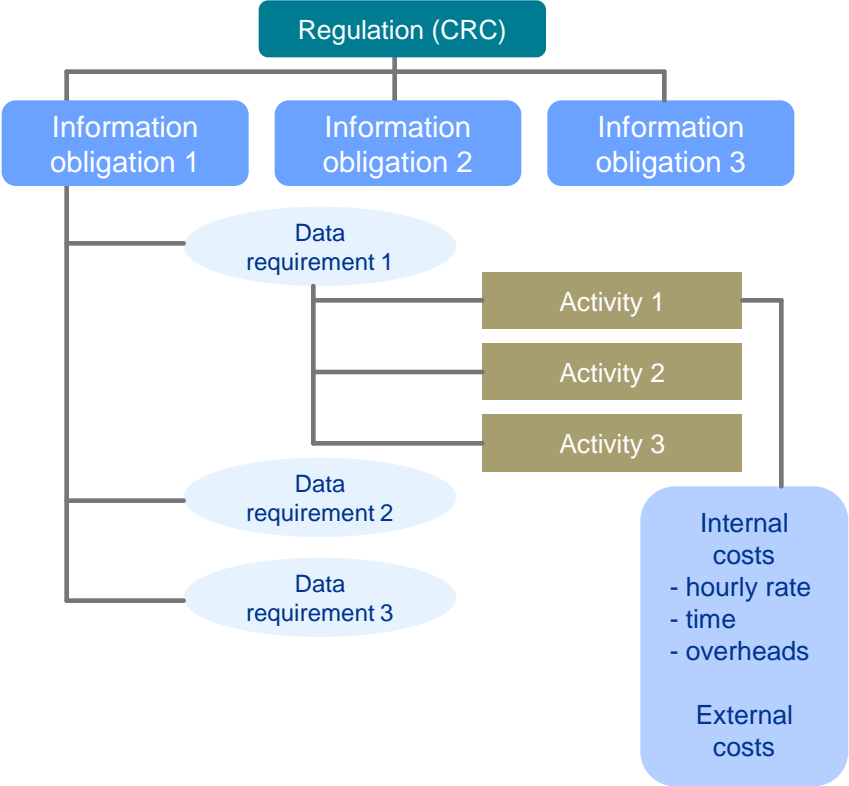 Regulation (CRC)
Information
obligation 1
Information
obligation 2
Information
obligation 3
Data
requirement 1
Activity 1
Activity 2
Activity 3
Data
requirement 2
Data
requirement 3
Internal
costs
- hourly rate
- time
- overheads
External
costs